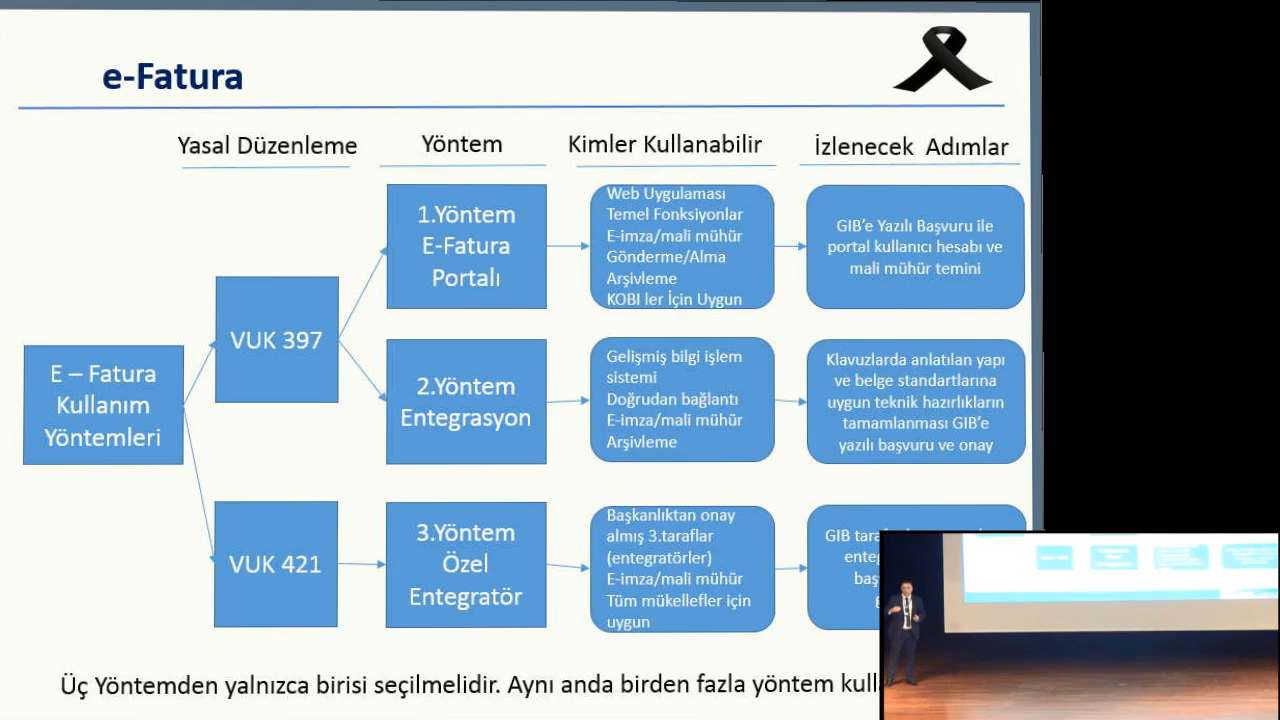 e-Fatura
Yasal Düzenleme
Yöntem
Kimler Kullanabilir
İzlenecek Adımlar
E – Fatura
Kullanım
Yöntemleri
VUK 397
1.Yöntem
E-Fatura
Portalı
Web Uygulaması
Temel Fonksiyonlar
E-imza/mali mühür
Gönderme/Alma
Arşivleme
KOBI ler İçin Uygun
GIB’e Yazılı Başvuru ile
portal kullanıcı hesabı ve
mali mühür temini
2.Yöntem
Entegrasyon
Gelişmiş bilgi işlem
sistemi
Doğrudan bağlantı
E-imza/mali mühür
Arşivleme
Klavuzlarda anlatılan yapı
ve belge standartlarına
uygun teknik hazırlıkların
tamamlanması GIB’e
yazılı başvuru ve onay
VUK 421
3.Yöntem
Özel
Entegratör
Başkanlıktan onay
almış 3.taraflar
(entegratörler)
E-imza/mali mühür
Tüm mükellefler için
uygun
GIB
Üç Yöntemden yalnızca birisi seçilmelidir. Aynı anda birden fazla yöntem